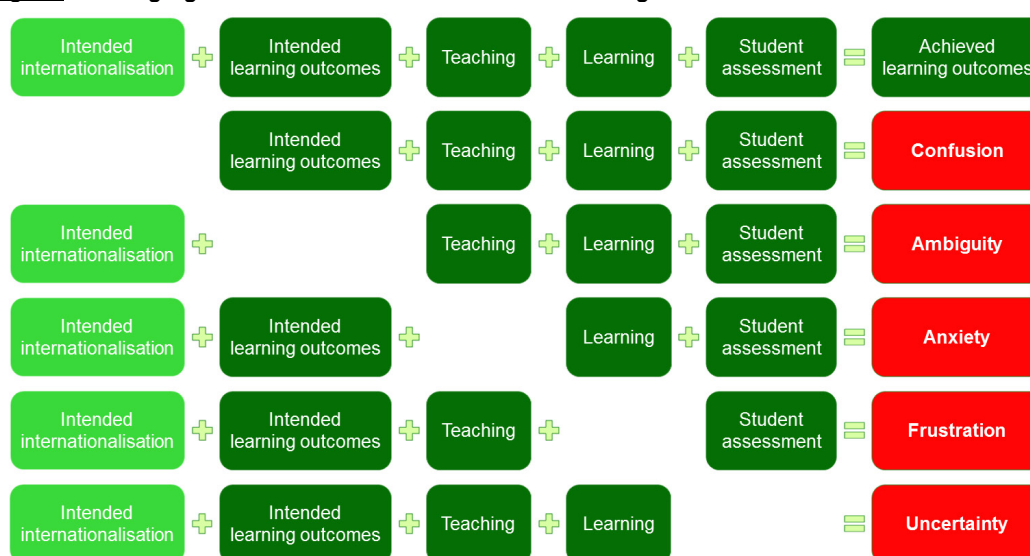 Intended internationalisation + Intended learning outcomes + Teaching + Learning + Student assessment = Achieved learning outcomes
Intended learning outcomes + Teaching + Learning + Student assessment = Confusion
Intended internationalisation + Teaching + Learning + Student assessment = Ambiguity
Intended internationalisation + Intended learning outcomes + Learning + Student assessment = Anxiety
Intended internationalisation + Intended learning outcomes + Teaching + Student assessment = Frustration
Intended internationalisation + Intended learning outcomes + Teaching + Learning = Uncertainty